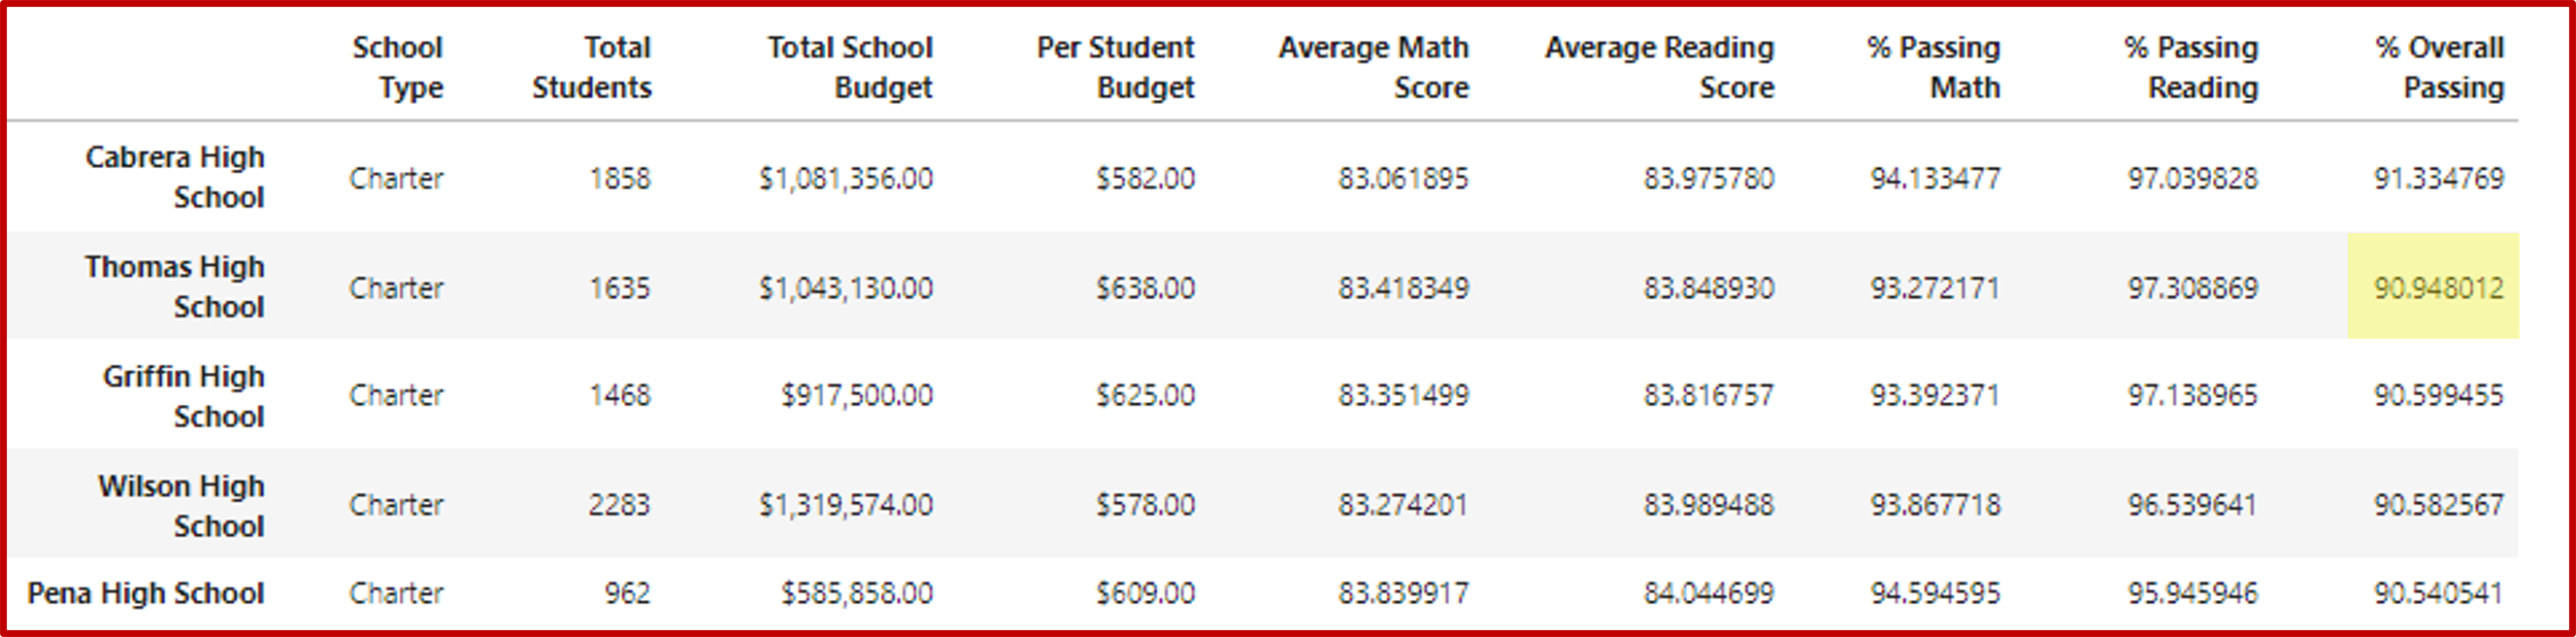 School Total Total School Per Student Average Math Average Reading % Passing % Passing % Overall
Type Students Budget Budget Score Score Math Reading Passing
Cabrera High
School Charter 1858 $1,081,356.00 $582.00 83.061895 83.975780 94.133477 97.039828 91.334769
Thomas High
School Charter 1635 $1,043,130.00 $638.00 83.418349 83.848930 93.272171 97.308869 90.948012
Griffin High
School Charter 1468 $917,500.00 $625.00 83.351499 83.816757 93.392371 97.138965 90.599455
Wilson High
School Charter 2283 $1,319,574.00 $578.00 83.274201 83.989488 93.867718 96.539641 90.582567
Pena High School Charter 962 $585,858.00 $609.00 83.839917 84.044699 94.594595 95.945946 90.540541